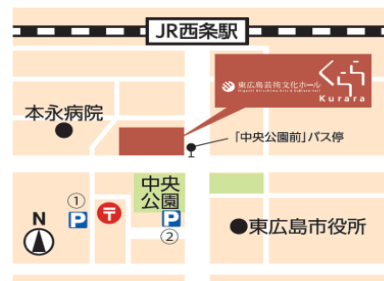 JR西条駅
東広島芸術文化ホール
くらら
Kurara
本永病院
「中央公園前」バス停
中央
公園
①
P
〒
P
②
N
東広島市役所